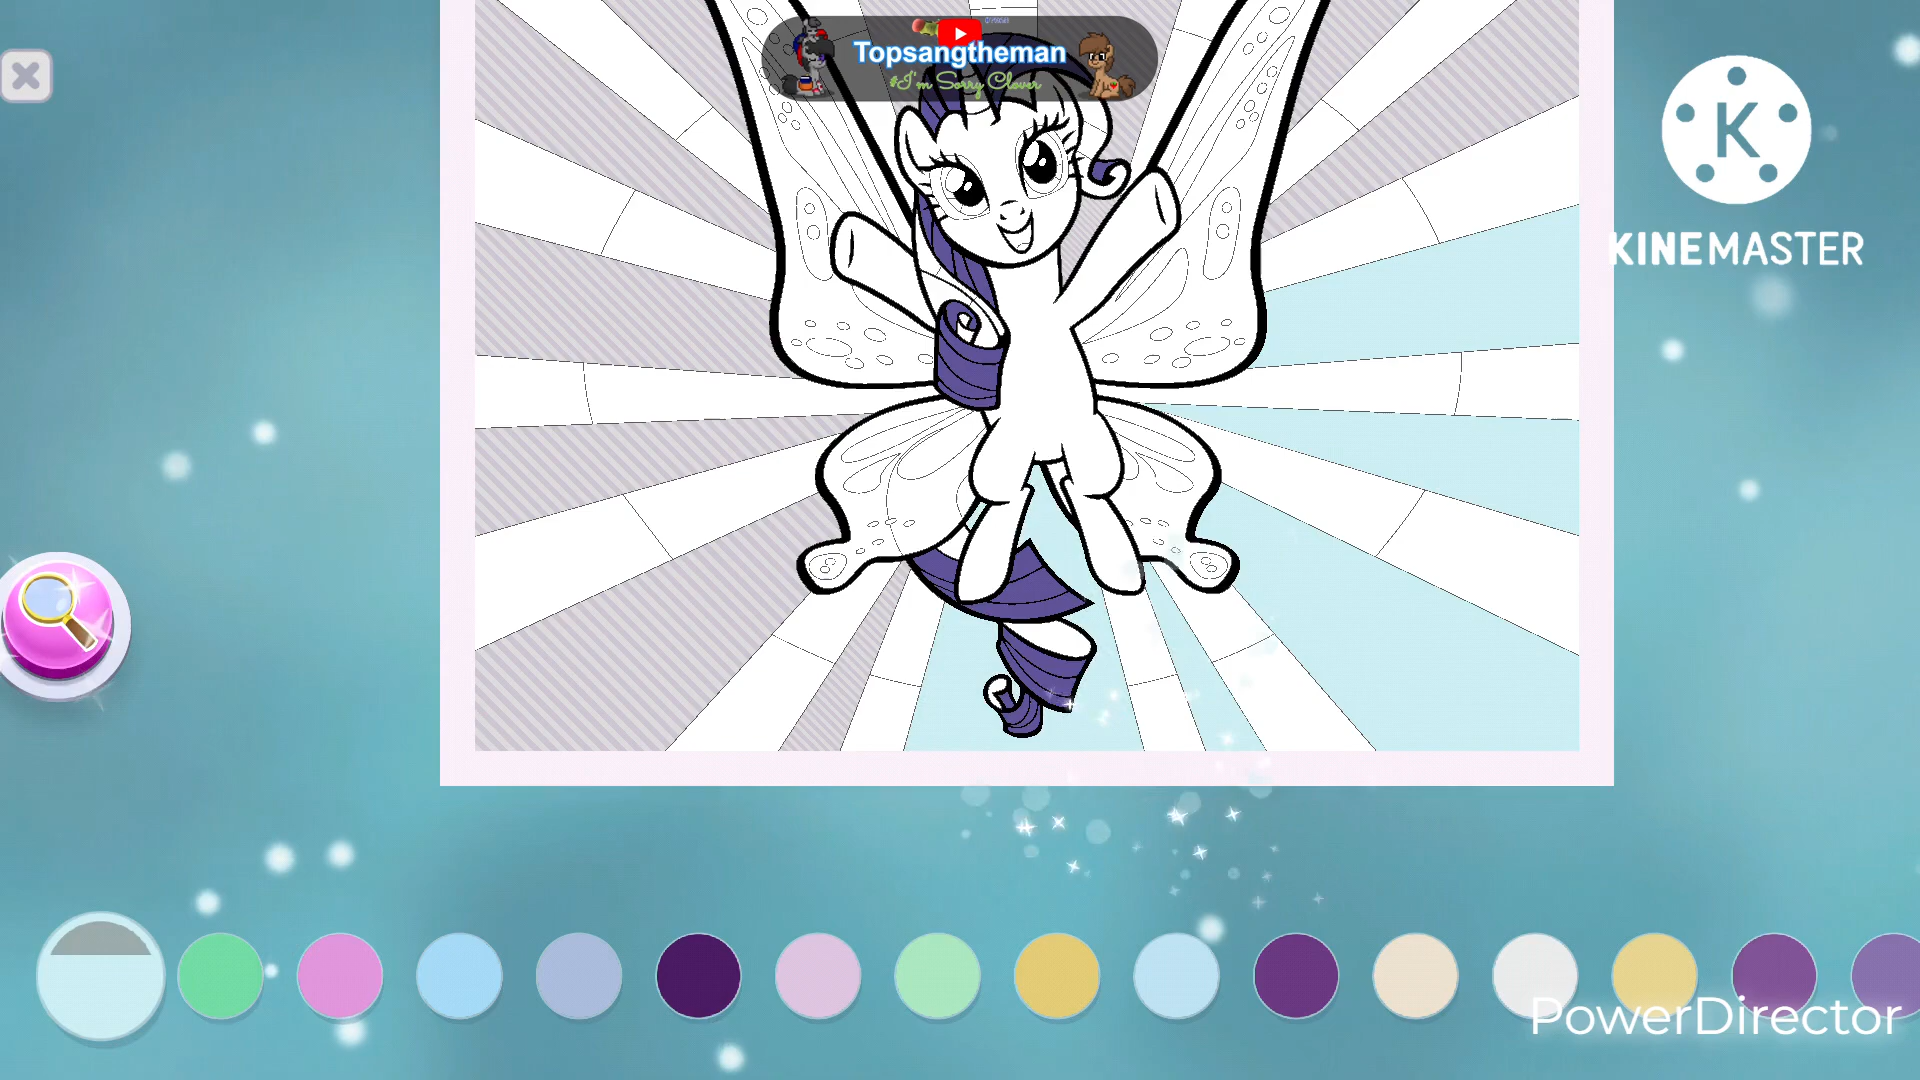 Topsangtheman
#I'm Sorry Clover
K
KINEMASTER
PowerDirector